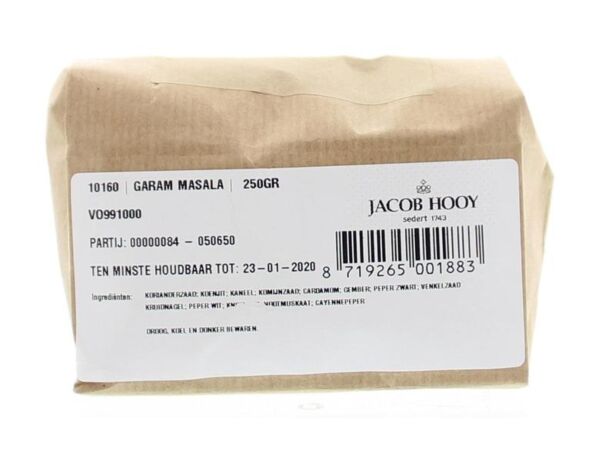 10160 | GARAM MASALA | 250GR
VO991000
PARTIJ: 00000084 - 050650
TEN MINSTE HOUDBAAR TOT: 23-01-2020
JACOB HOOY
sedert 1743
8 719265 001883
Ingrediënten: KORIANDERZAAD; KOENJIT; KANEEL; KOMIJNZAAD; CARDAMOM; GEMBER; PEPER ZWART; VENKELZAAD
KRUIDNAGEL; PEPER WIT; NOOTMUSKAAT; CAYENNEPEPER
DROOG, KOEL EN DONKER BEWAREN.